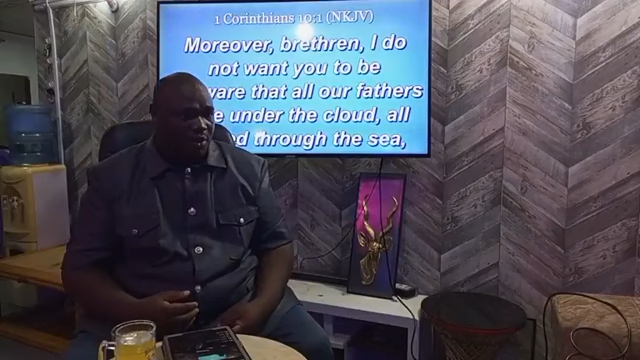 1 Corinthians 10:1 (NKJV)
Moreover, brethren, I do
not want you to be
ware that all our fathers
e under the cloud, all
d through the sea,